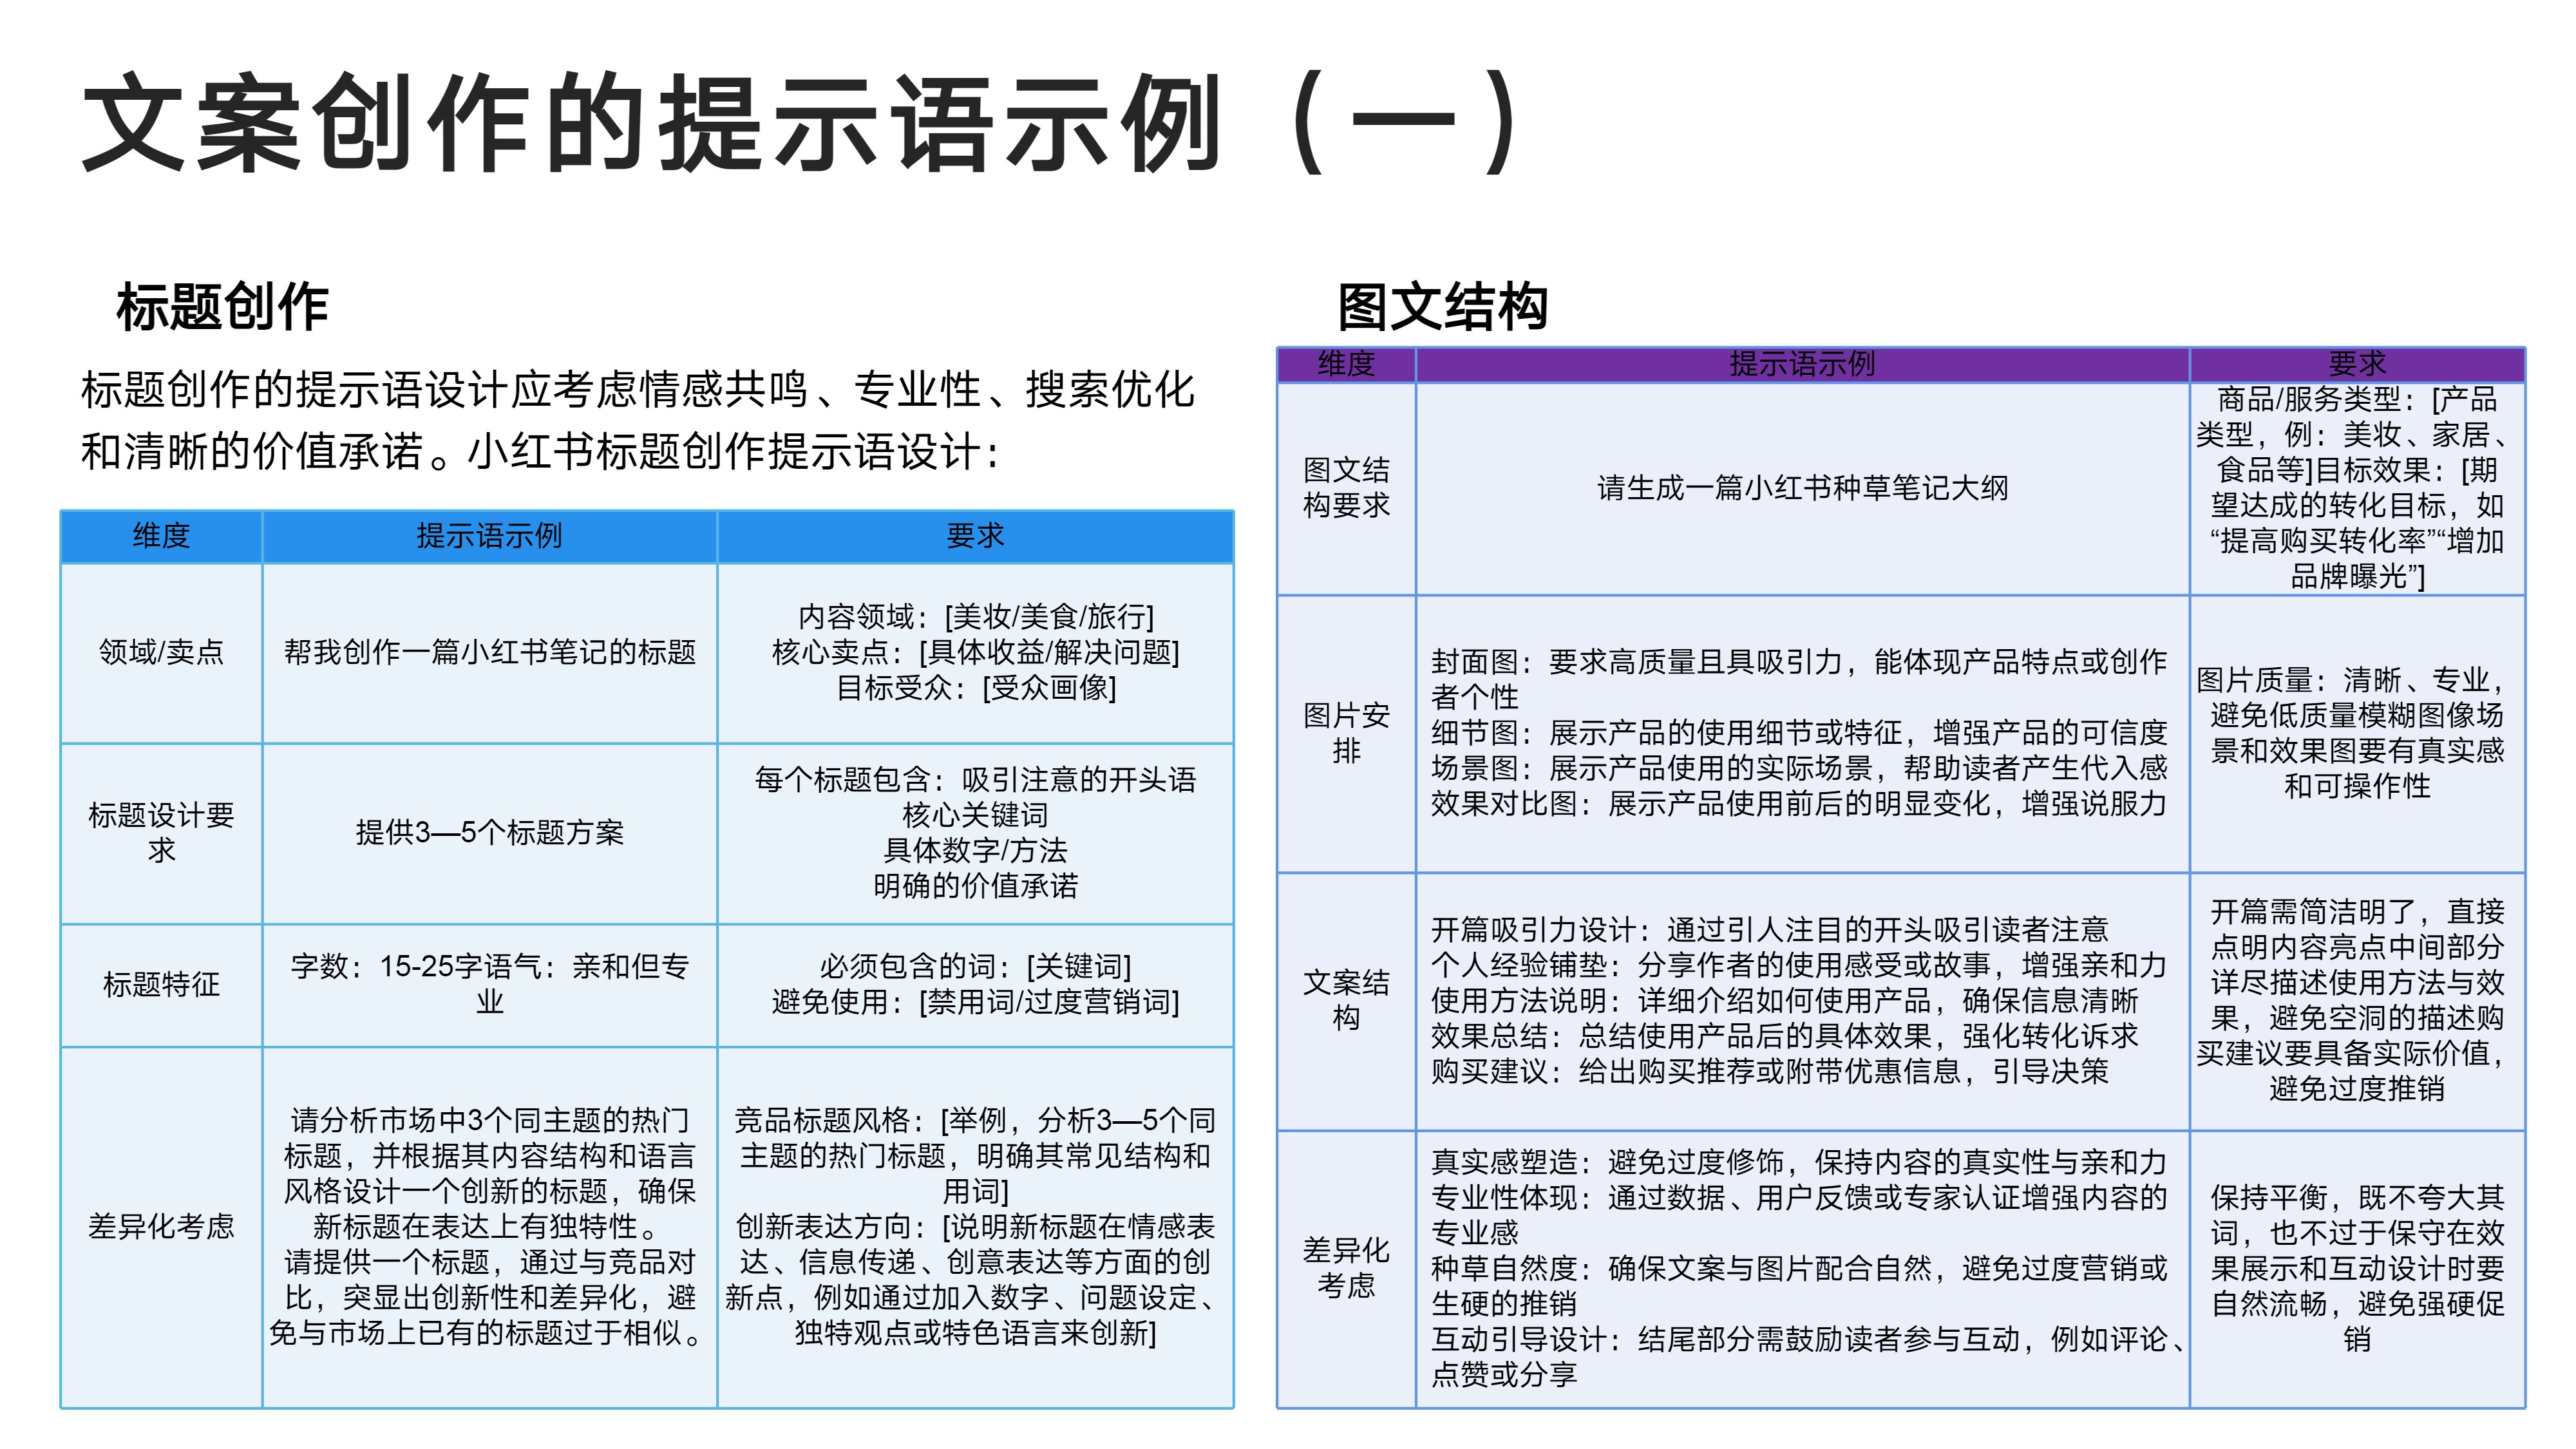 文案创作的提示语示例（一）
标题创作
标题创作的提示语设计应考虑情感共鸣、专业性、搜索优化
和清晰的价值承诺。小红书标题创作提示语设计：
维度
提示语示例
要求
领域/卖点
帮我创作一篇小红书笔记的标题
内容领域：[美妆/美食/旅行]
核心卖点：[具体收益/解决问题]
目标受众：[受众画像]
标题设计要
求
提供3—5个标题方案
每个标题包含：吸引注意的开头语
核心关键词
具体数字/方法
明确的价值承诺
标题特征
字数：15-25字语气：亲和但专
业
必须包含的词：[关键词]
避免使用：[禁用词/过度营销词]
差异化考虑
请分析市场中3个同主题的热门
标题，并根据其内容结构和语言
风格设计一个创新的标题，确保
新标题在表达上有独特性。
请提供一个标题，通过与竞品对
比，突显出创新性和差异化，避
免与市场上已有的标题过于相似。
竞品标题风格：[举例，分析3—5个同
主题的热门标题，明确其常见结构和
用词]
创新表达方向：[说明新标题在情感表
达、信息传递、创意表达等方面的创
新点，例如通过加入数字、问题设定、
独特观点或特色语言来创新]
图文结构
维度
提示语示例
要求
图文结
构要求
请生成一篇小红书种草笔记大纲
商品/服务类型：[产品
类型，例：美妆、家居、
食品等]目标效果：[期
望达成的转化目标，如
“提高购买转化率”“增加
品牌曝光”]
图片安
排
封面图：要求高质量且具吸引力，能体现产品特点或创作
者个性
细节图：展示产品的使用细节或特征，增强产品的可信度
场景图：展示产品使用的实际场景，帮助读者产生代入感
效果对比图：展示产品使用前后的明显变化，增强说服力
图片质量：清晰、专业，
避免低质量模糊图像场
景和效果图要有真实感
和可操作性
文案结
构
开篇吸引力设计：通过引人注目的开头吸引读者注意
个人经验铺垫：分享作者的使用感受或故事，增强亲和力
使用方法说明：详细介绍如何使用产品，确保信息清晰
效果总结：总结使用产品后的具体效果，强化转化诉求
购买建议：给出购买推荐或附带优惠信息，引导决策
开篇需简洁明了，直接
点明内容亮点中间部分
详尽描述使用方法与效
果，避免空洞的描述购
买建议要具备实际价值，
避免过度推销
差异化
考虑
真实感塑造：避免过度修饰，保持内容的真实性与亲和力
专业性体现：通过数据、用户反馈或专家认证增强内容的
专业感
种草自然度：确保文案与图片配合自然，避免过度营销或
生硬的推销
互动引导设计：结尾部分需鼓励读者参与互动，例如评论、
点赞或分享
保持平衡，既不夸大其
词，也不过于保守在效
果展示和互动设计时要
自然流畅，避免强硬促
销